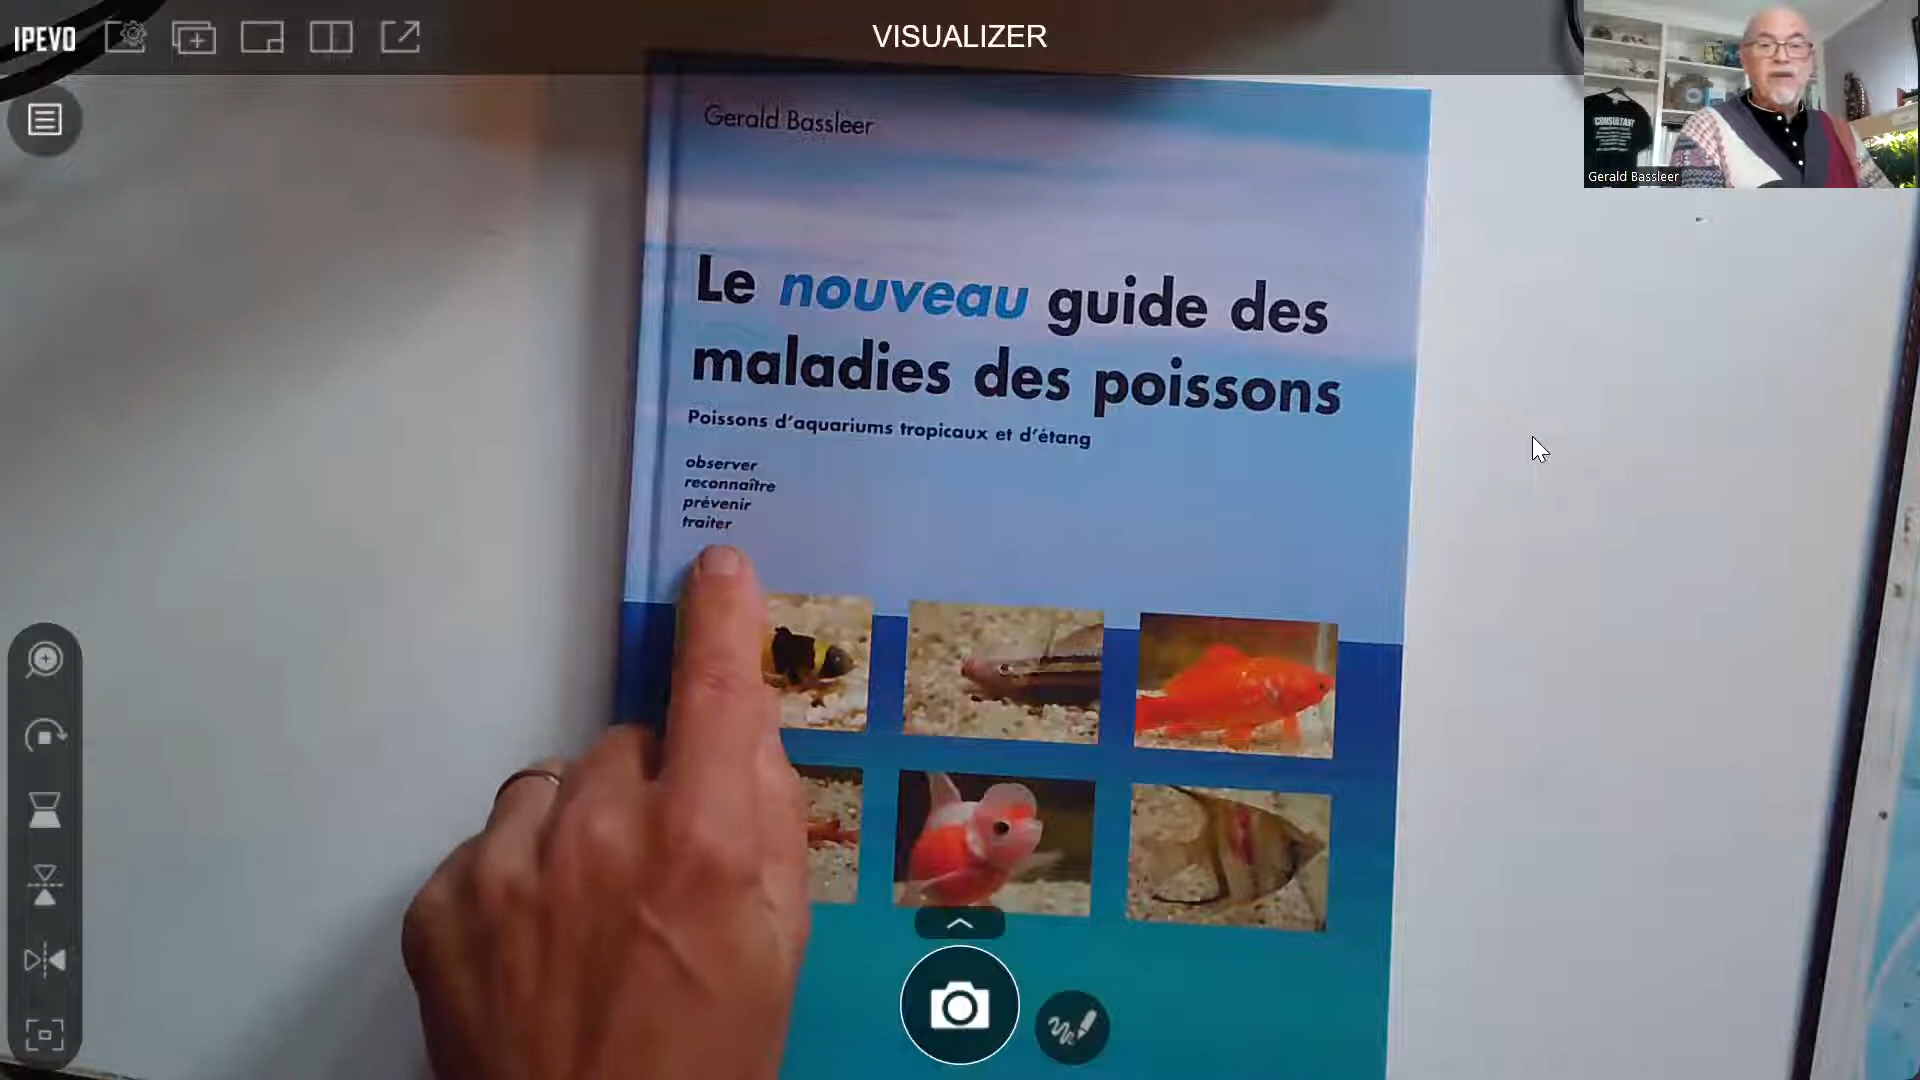 IPEVO
VISUALIZER
CONSULTANT
Gerald Bassleer
Gerald Bassleer
Le nouveau guide des
maladies des poissons
Poissons d'aquariums tropicaux et d'étang
observer
reconnaître
prévenir
traiter